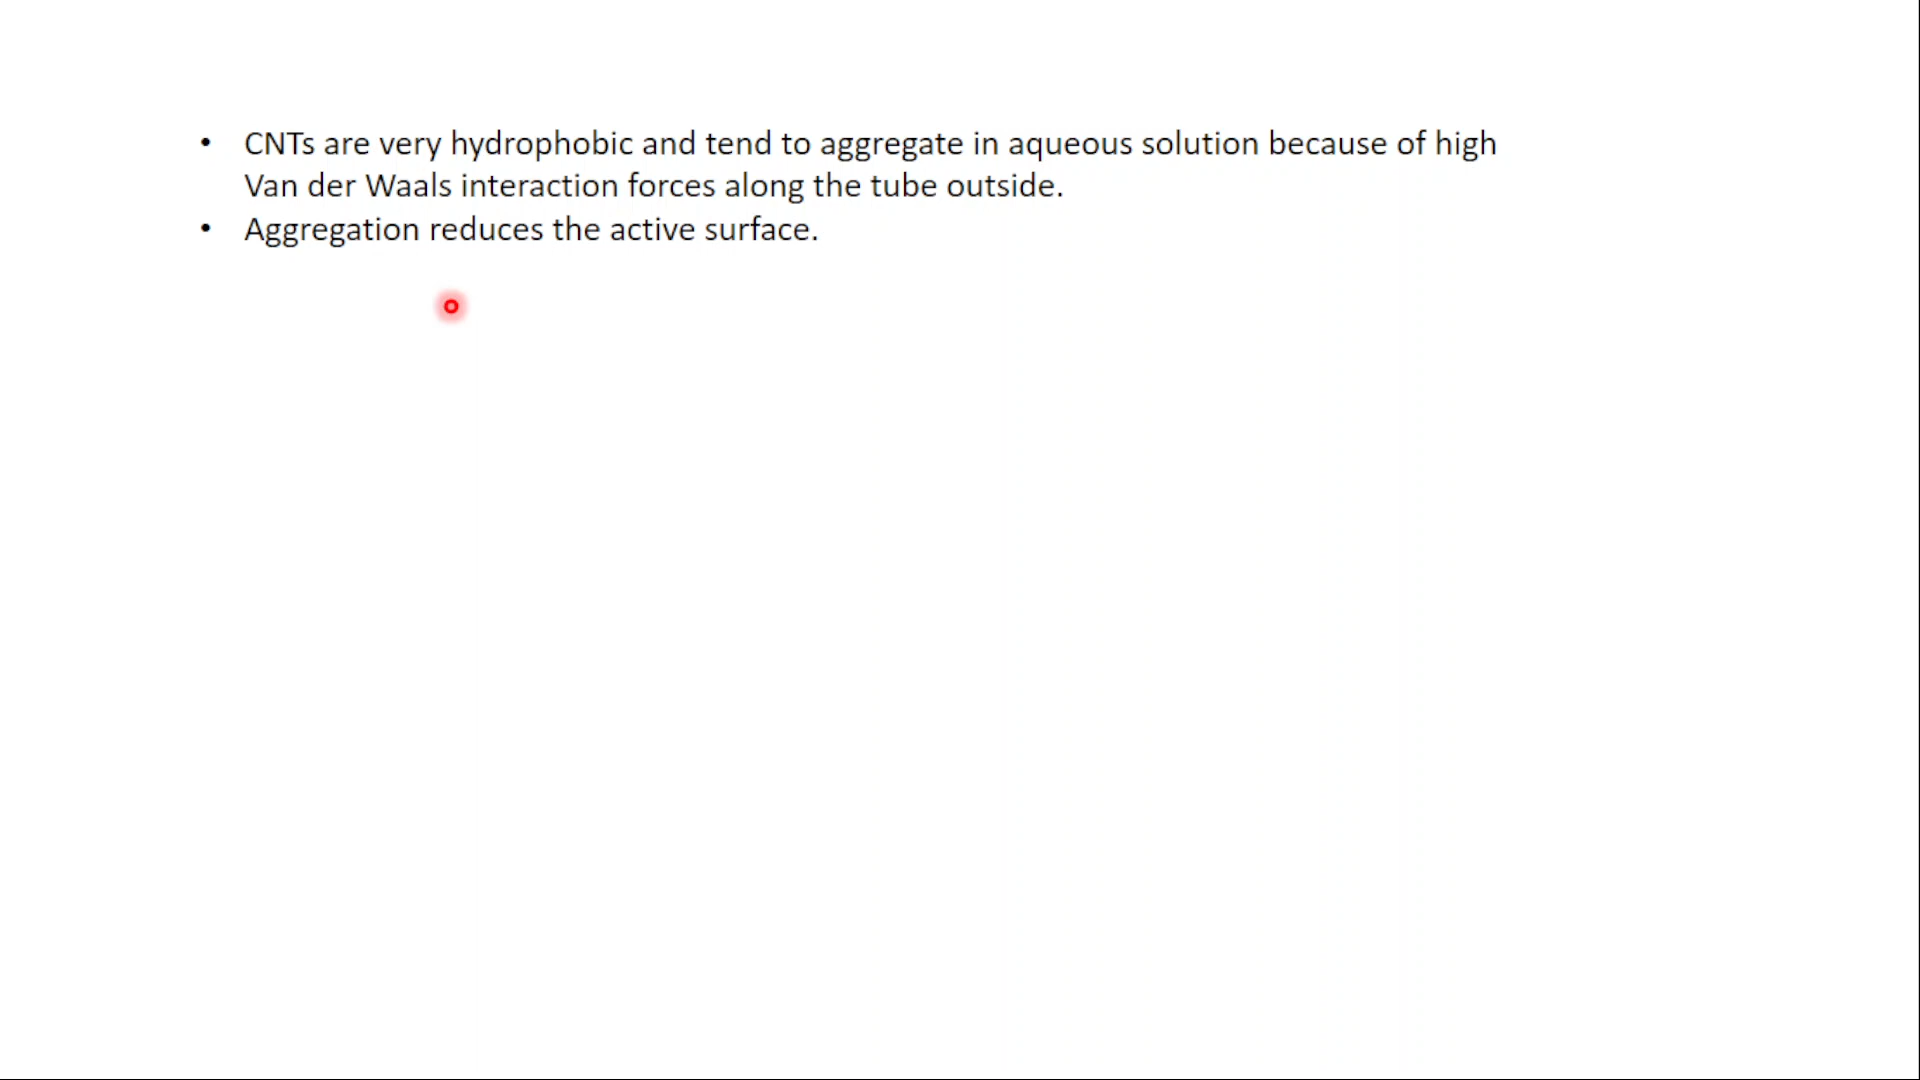 • CNTs are very hydrophobic and tend to aggregate in aqueous solution because of high
Van der Waals interaction forces along the tube outside.
• Aggregation reduces the active surface.